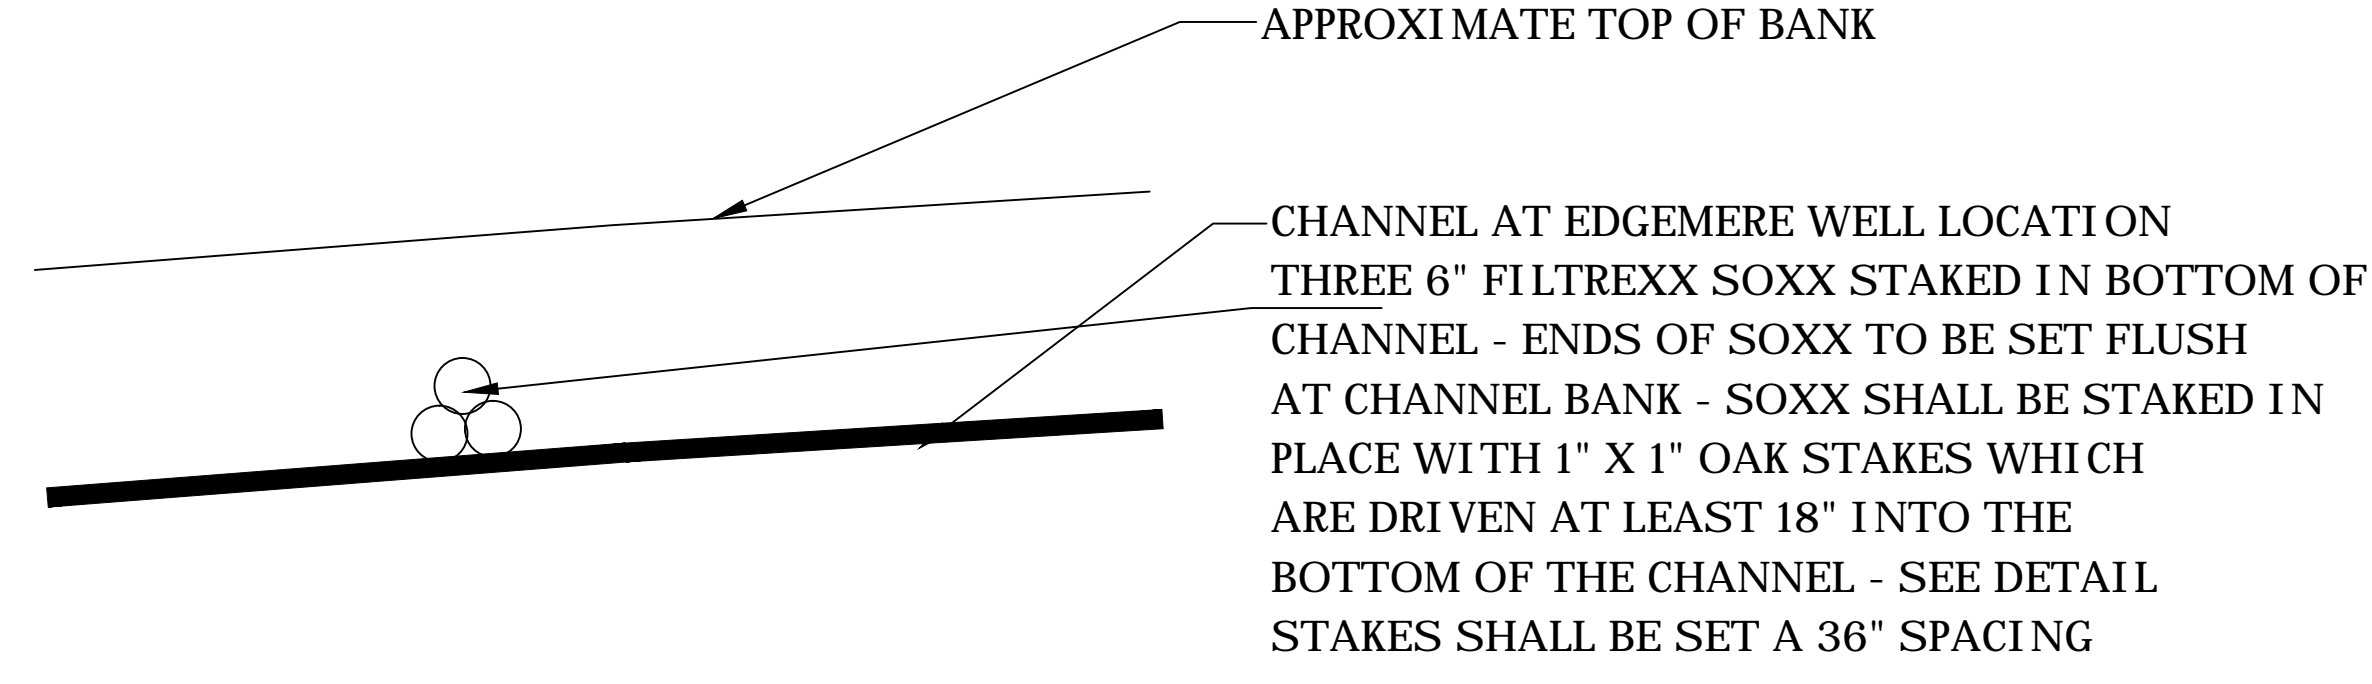 APPROXIMATE TOP OF BANK
CHANNEL AT EDGEMERE WELL LOCATION
THREE 6" FILTREXX SOXX STAKED IN BOTTOM OF
CHANNEL - ENDS OF SOXX TO BE SET FLUSH
AT CHANNEL BANK - SOXX SHALL BE STAKED IN
PLACE WITH 1" X 1" OAK STAKES WHICH
ARE DRIVEN AT LEAST 18" INTO THE
BOTTOM OF THE CHANNEL - SEE DETAIL
STAKES SHALL BE SET A 36" SPACING